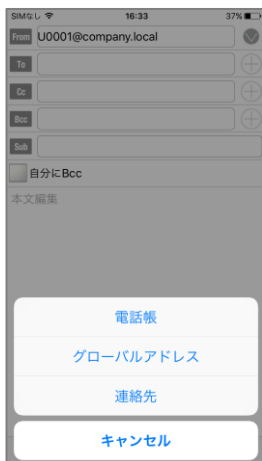 SIMなし 16:33 37%
From U0001@company.local
To
Cc
Bcc
Sub
自分にBcc
本文編集
電話帳
グローバルアドレス
連絡先
キャンセル